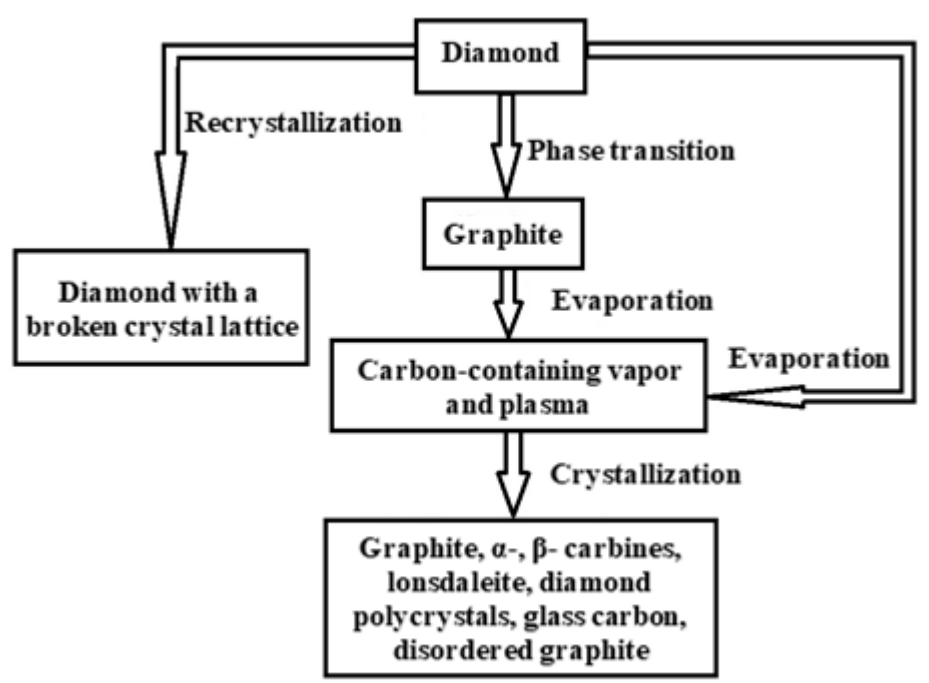 Diamond
Recrystallization
Phase transition
Graphite
Diamond with a
broken crystal lattice
Evaporation
Carbon-containing vapor
and plasma
Evaporation
Crystallization
Graphite, α-, β- carbines,
lonsdaleite, diamond
polycrystals, glass carbon,
disordered graphite